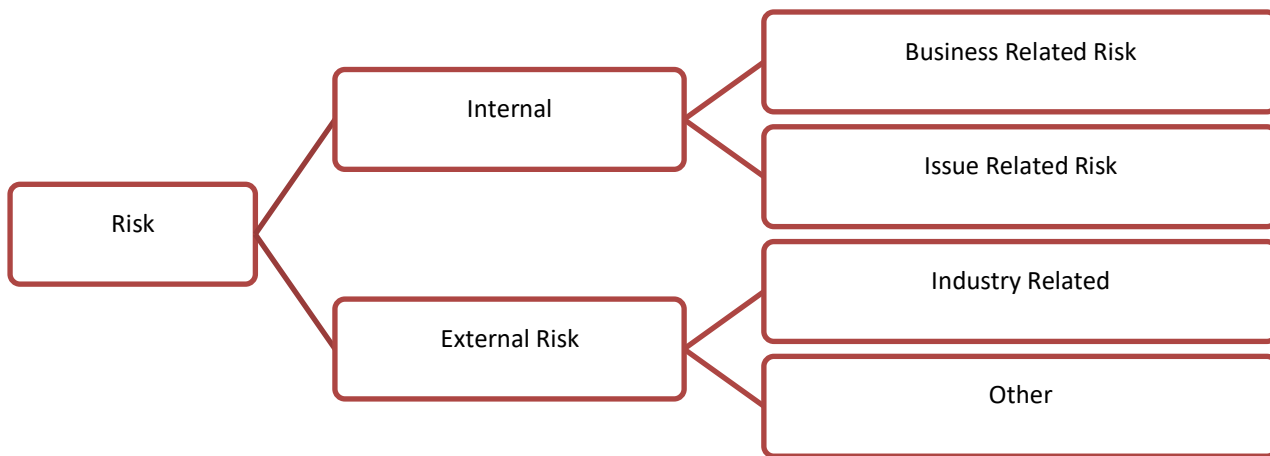 Business Related Risk
Internal
Issue Related Risk
Risk
Industry Related
External Risk
Other